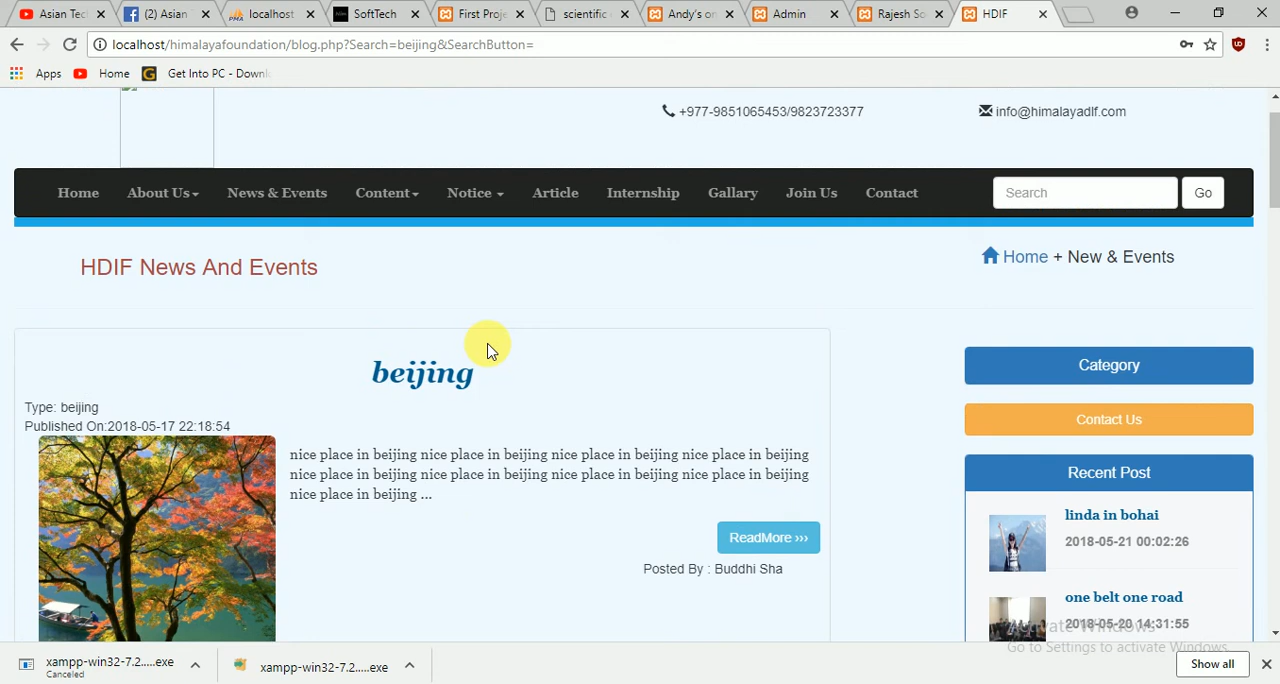 Asian Tec
(2) Asian
localhost
SoftTech
First Proje
scientific
Andy's o
Admin
Rajesh So
HDIF
localhost/himalayafoundation/blog.php?Search=beijing&SearchButton=
Apps
Home
Get Into PC - Downl
+977-9851065453/9823723377
info@himalayadlf.com
Home
About Us
News & Events
Content
Notice
Article
Internship
Gallary
Join Us
Contact
Search
Go
HDIF News And Events
Home + New & Events
beijing
Type: beijing
Published On:2018-05-17 22:18:54
nice place in beijing nice place in beijing nice place in beijing nice place in beijing
nice place in beijing nice place in beijing nice place in beijing nice place in beijing
nice place in beijing ...
ReadMore ›››
Posted By : Buddhi Sha
Category
Contact Us
Recent Post
linda in bohai
2018-05-21 00:02:26
one belt one road
2018-05-20 14:31:55
Activate Windows
Go to Settings to activate Windows.
xampp-win32-7.2.....exe
Canceled
xampp-win32-7.2.....exe
Show all